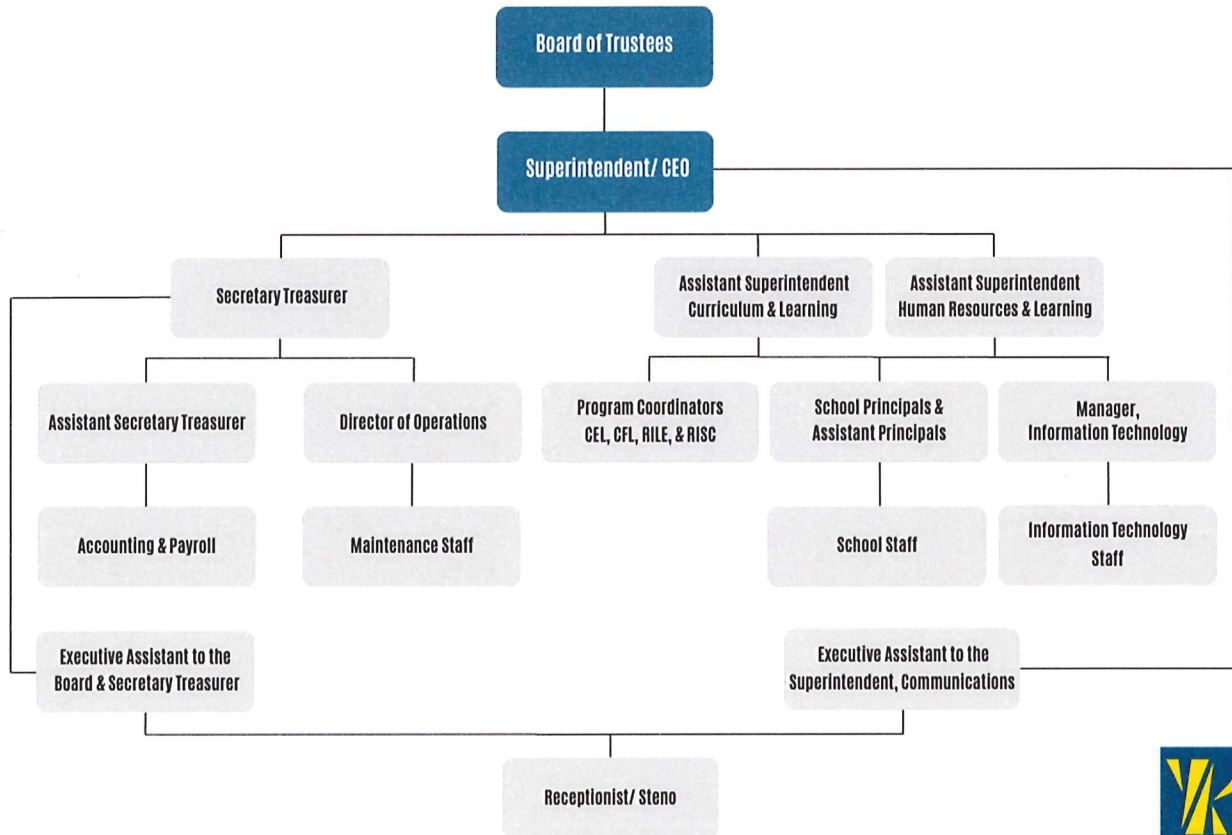 Board of Trustees
Superintendent/ CEO
Secretary Treasurer
Assistant Superintendent
Curriculum & Learning
Assistant Superintendent
Human Resources & Learning
Assistant Secretary Treasurer
Director of Operations
Program Coordinators
CEL, CFL, RILE, & RISC
School Principals &
Assistant Principals
Manager,
Information Technology
Accounting & Payroll
Maintenance Staff
School Staff
Information Technology
Staff
Executive Assistant to the
Board & Secretary Treasurer
Executive Assistant to the
Superintendent, Communications
Receptionist/ Steno